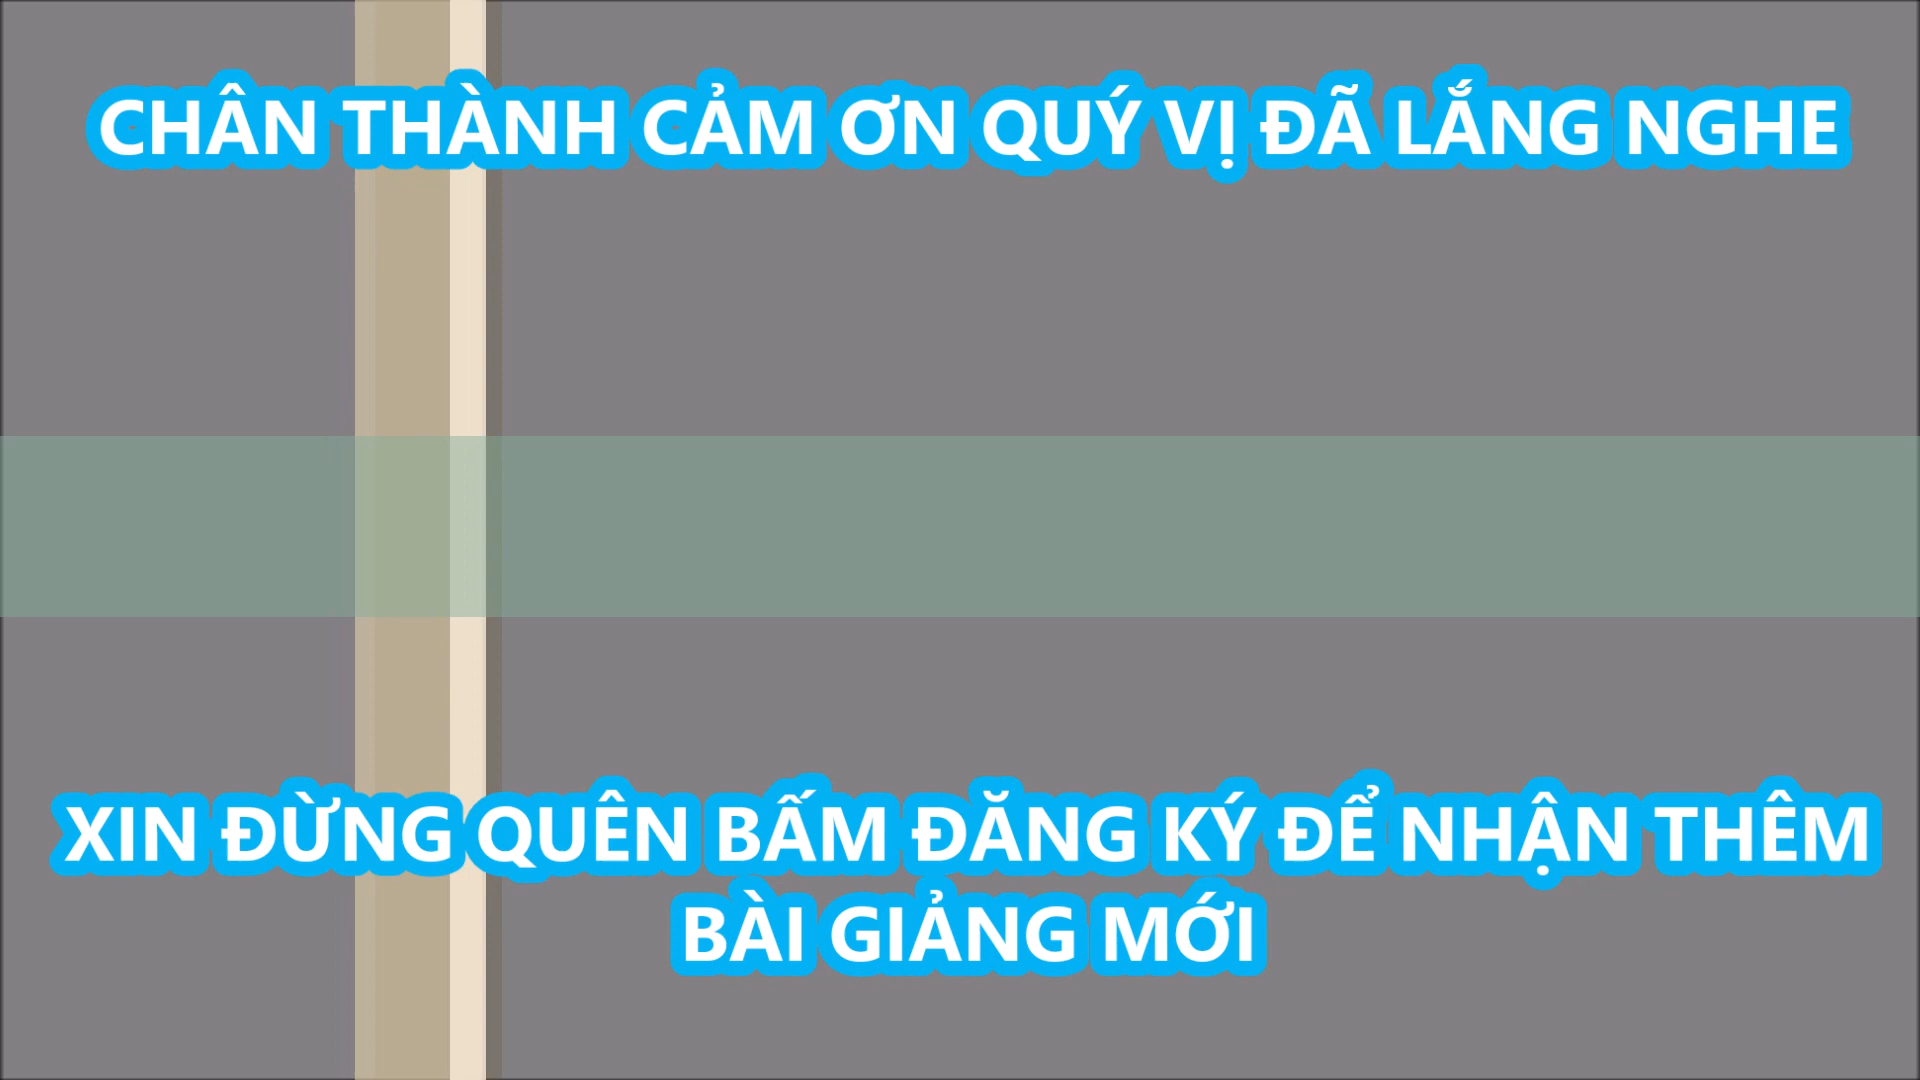 CHÂN THÀNH CẢM ƠN QUÝ VỊ ĐÃ LẮNG NGHE
XIN ĐỪNG QUÊN BẤM ĐĂNG KÝ ĐỂ NHẬN THÊM
BÀI GIẢNG MỚI